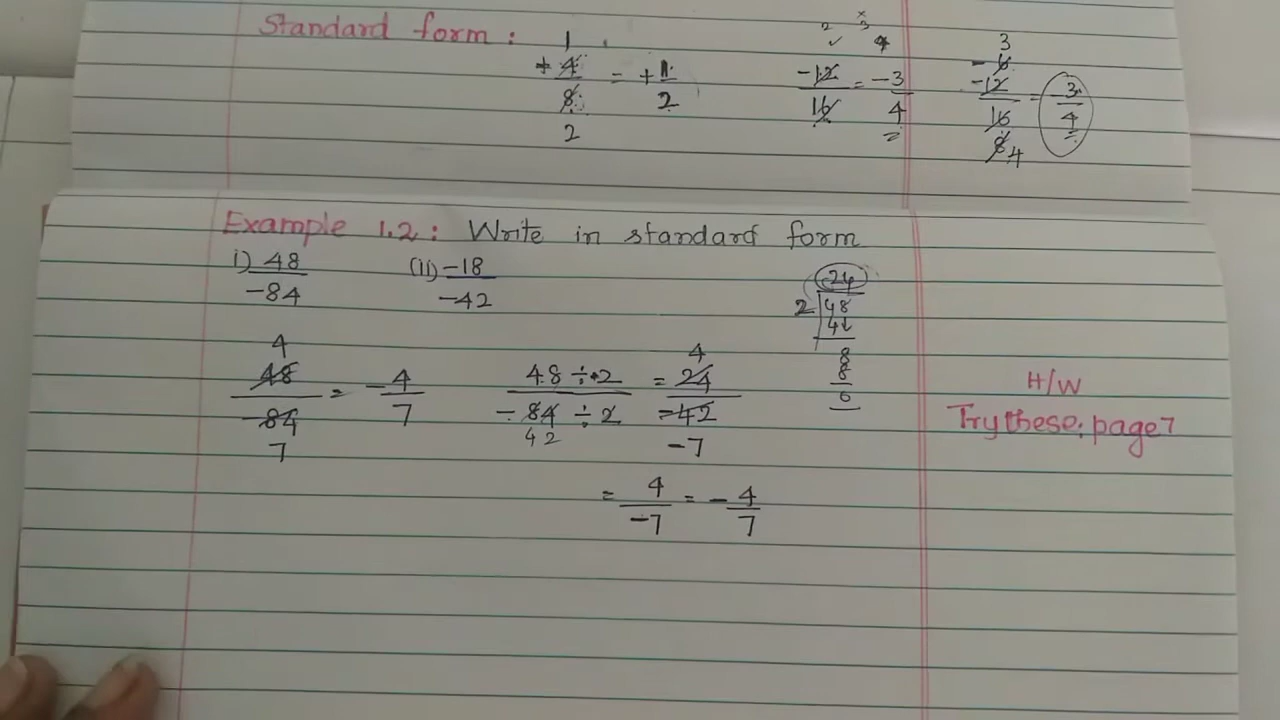 Standard form :
1
+4/8 = +1/2
2
2 3
4
-12/16 = -3/4
3
-6
-12/16 = 3/4
8 4
Example 1.2 : Write in standard form
i) 48/-84 (ii) -18/-42
24
2 48
4↓
8
8
0
4
48/-84 = -4/7
7
4
48÷2/-84÷2 = 24/-42
42 -7
= 4/-7 = -4/7
H/W
Try these, page 7